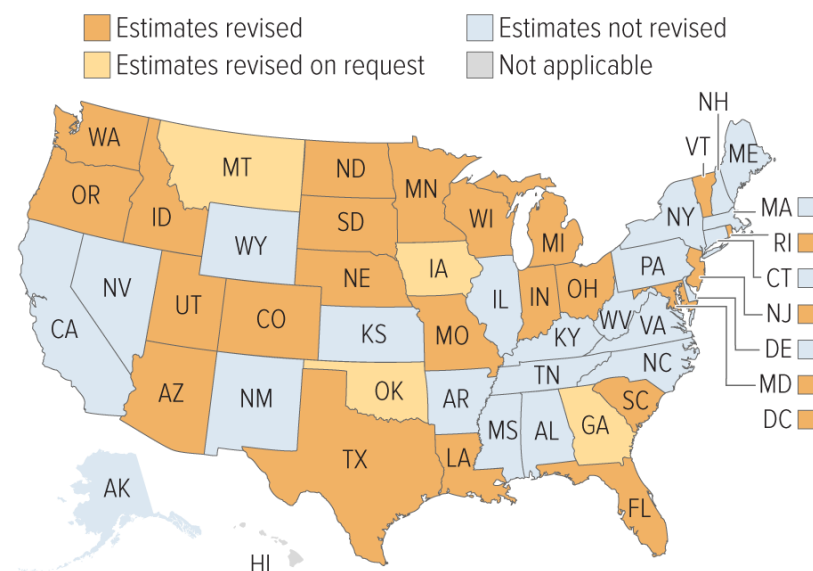 Estimates revised
Estimates not revised
Estimates revised on request
Not applicable
NH
WA
VT
ME
MT
ND
MN
OR
ID
SD
WI
NY
MA
WY
MI
RI
IA
PA
CT
NV
NE
IL
IN
OH
NJ
UT
CO
WV
VA
CA
KS
MO
KY
DE
NC
TN
MD
AZ
NM
OK
AR
SC
DC
MS
AL
GA
TX
LA
AK
FL
HI